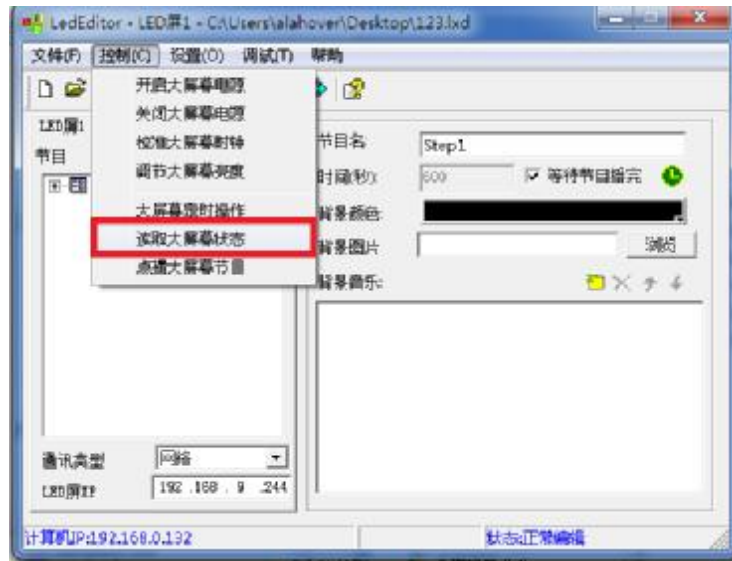 LedEditor - LED屏1 - C:\Users\alahover\Desktop\123.lxd
文件(F) 控制(C) 设置(O) 调试(T) 帮助
开启大屏幕电源
关闭大屏幕电源
校准大屏幕时钟
调节大屏幕亮度
大屏幕定时操作
读取大屏幕状态
点播大屏幕节目
LED屏1
节目
节目名 Step1
时间(秒): 600 等待节目播完
背景颜色:
背景图片 浏览
背景音乐:
通讯类型 网络
LED屏IP 192 .168 . 9 .244
计算机IP:192.168.0.132 状态:正常编辑